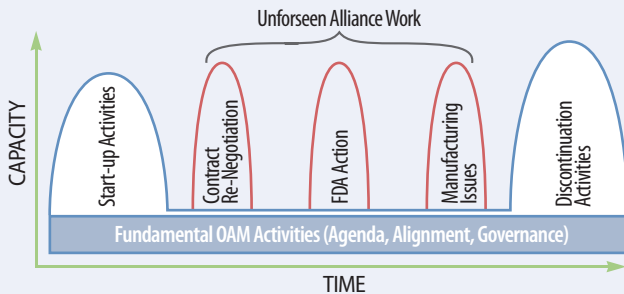 Unforseen Alliance Work
CAPACITY
Start-up Activities
Contract
Re-Negotiation
FDA Action
Manufacturing
Issues
Discontinuation
Activities
Fundamental OAM Activities (Agenda, Alignment, Governance)
TIME